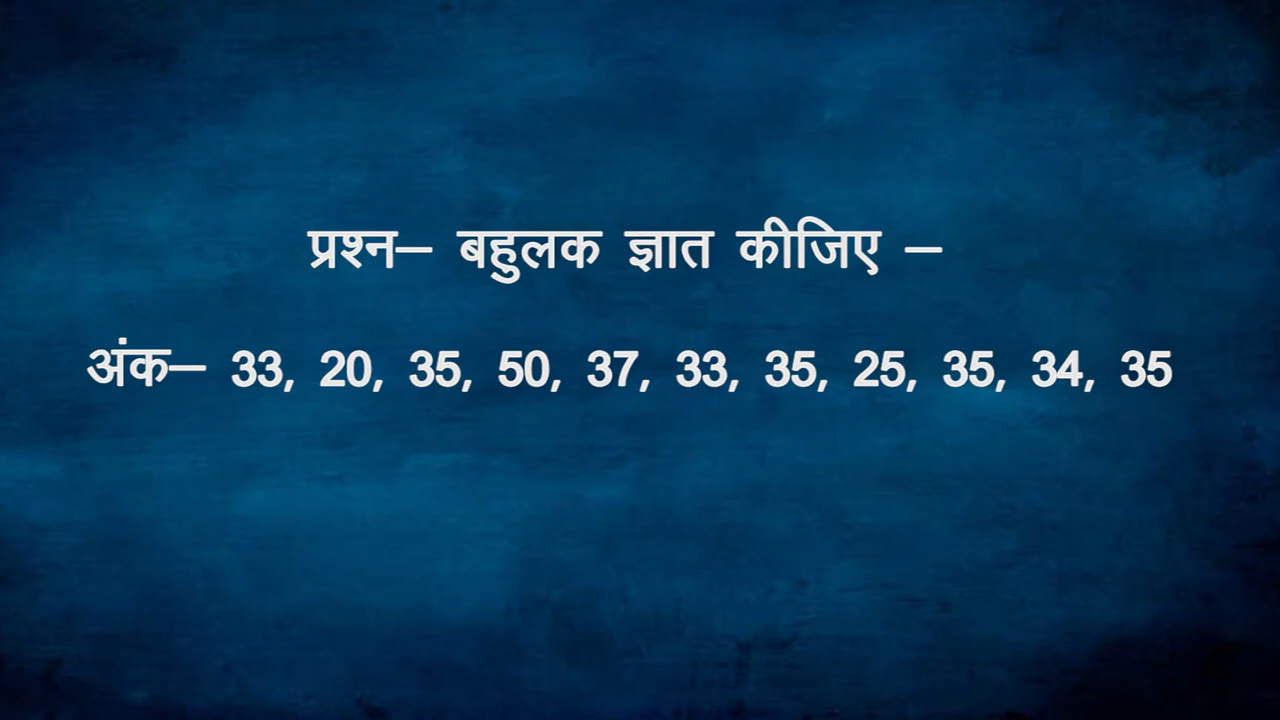 प्रश्न– बहुलक ज्ञात कीजिए –
अंक– 33, 20, 35, 50, 37, 33, 35, 25, 35, 34, 35